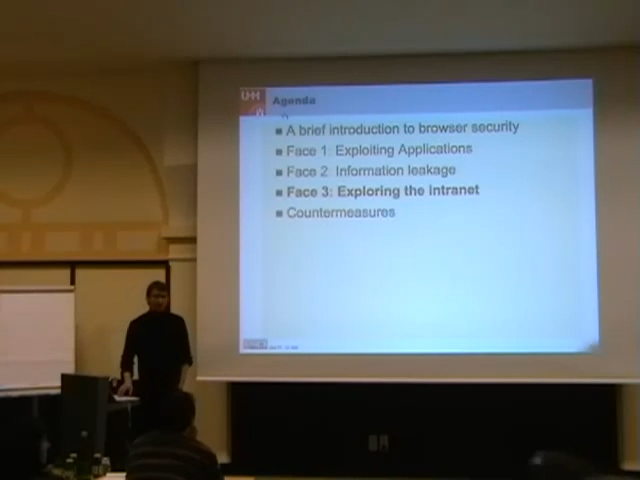 UHH
Agenda
A brief introduction to browser security
Face 1: Exploiting Applications
Face 2: Information leakage
Face 3: Exploring the intranet
Countermeasures